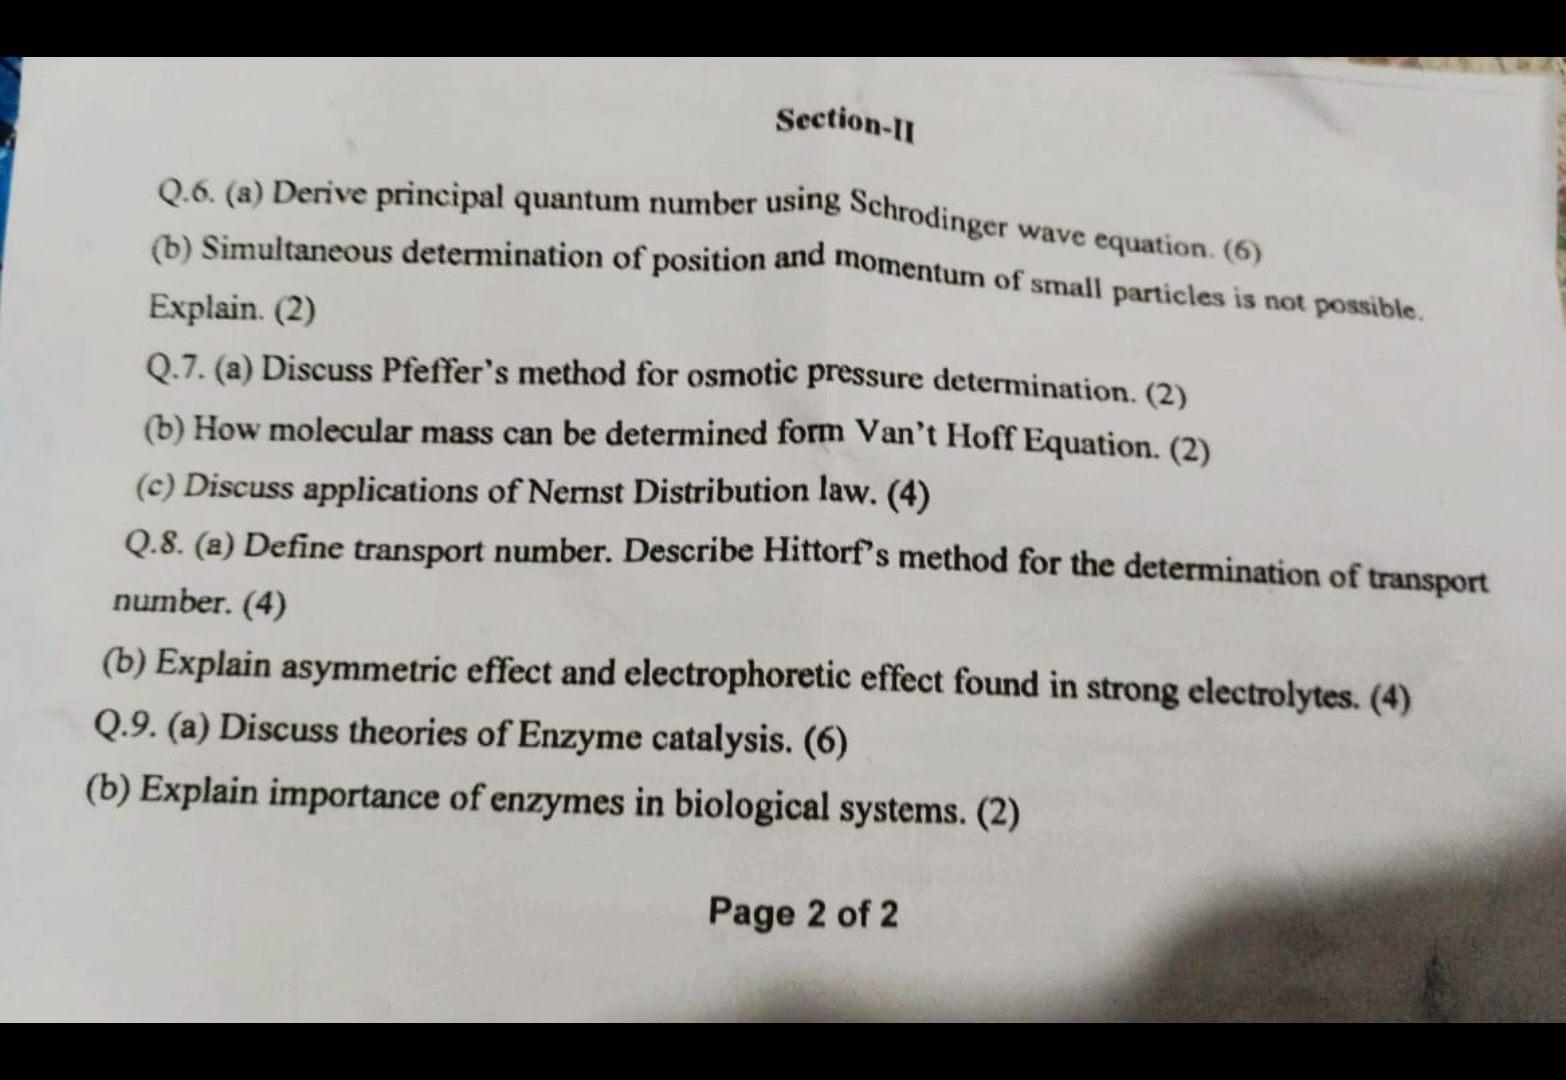 Section-II
Q.6. (a) Derive principal quantum number using Schrodinger wave equation. (6)
(b) Simultaneous determination of position and momentum of small particles is not possible.
Explain. (2)
Q.7. (a) Discuss Pfeffer's method for osmotic pressure determination. (2)
(b) How molecular mass can be determined form Van't Hoff Equation. (2)
(c) Discuss applications of Nernst Distribution law. (4)
Q.8. (a) Define transport number. Describe Hittorf's method for the determination of transport
number. (4)
(b) Explain asymmetric effect and electrophoretic effect found in strong electrolytes. (4)
Q.9. (a) Discuss theories of Enzyme catalysis. (6)
(b) Explain importance of enzymes in biological systems. (2)
Page 2 of 2